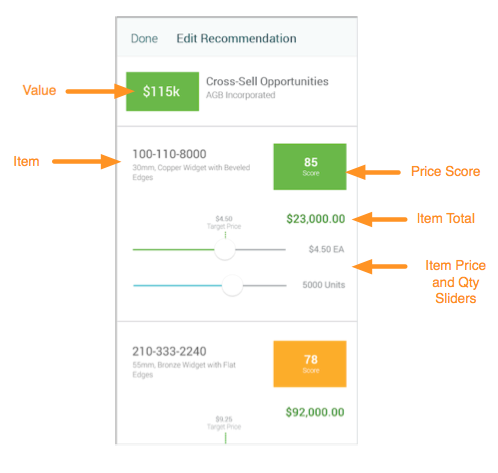 Done Edit Recommendation
Value
$115k
Cross-Sell Opportunities
AGB Incorporated
Item
100-110-8000
30mm, Copper Widget with Beveled
Edges
85
Score
Price Score
$4.50
Target Price
$23,000.00
Item Total
$4.50 EA
Item Price
and Qty
Sliders
5000 Units
210-333-2240
55mm, Bronze Widget with Flat
Edges
78
Score
$92,000.00
$9.25
Target Price